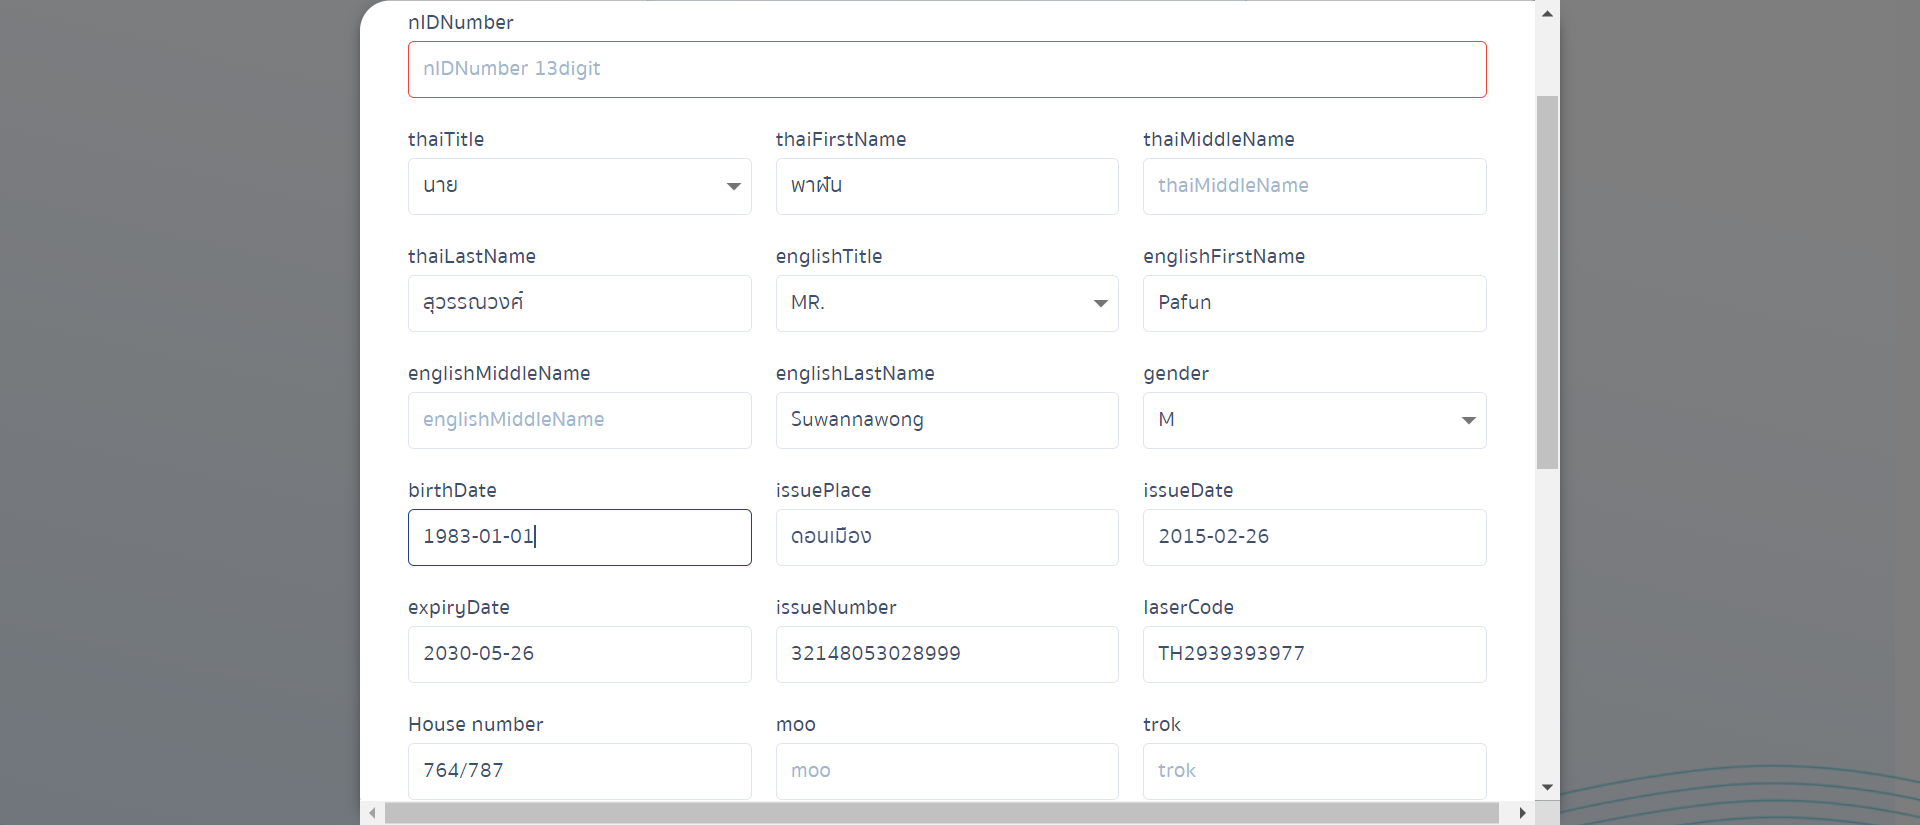 nIDNumber
nIDNumber 13digit
thaiTitle thaiFirstName thaiMiddleName
นาย พาฝัน thaiMiddleName
thaiLastName englishTitle englishFirstName
สุวรรณวงศ์ MR. Pafun
englishMiddleName englishLastName gender
englishMiddleName Suwannawong M
birthDate issuePlace issueDate
1983-01-01 ดอนเมือง 2015-02-26
expiryDate issueNumber laserCode
2030-05-26 32148053028999 TH2939393977
House number moo trok
764/787 moo trok